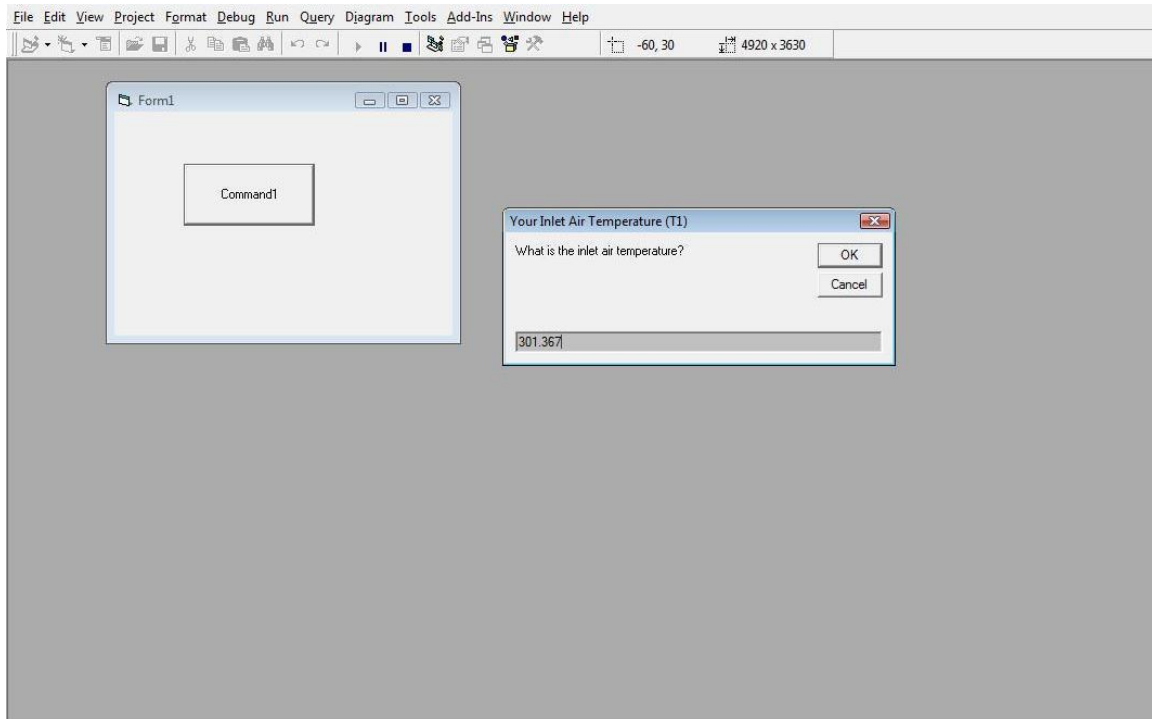 File Edit View Project Format Debug Run Query Diagram Tools Add-Ins Window Help
-60, 30 4920 x 3630
Form1
Command1
Your Inlet Air Temperature (T1)
What is the inlet air temperature?
OK
Cancel
301.367